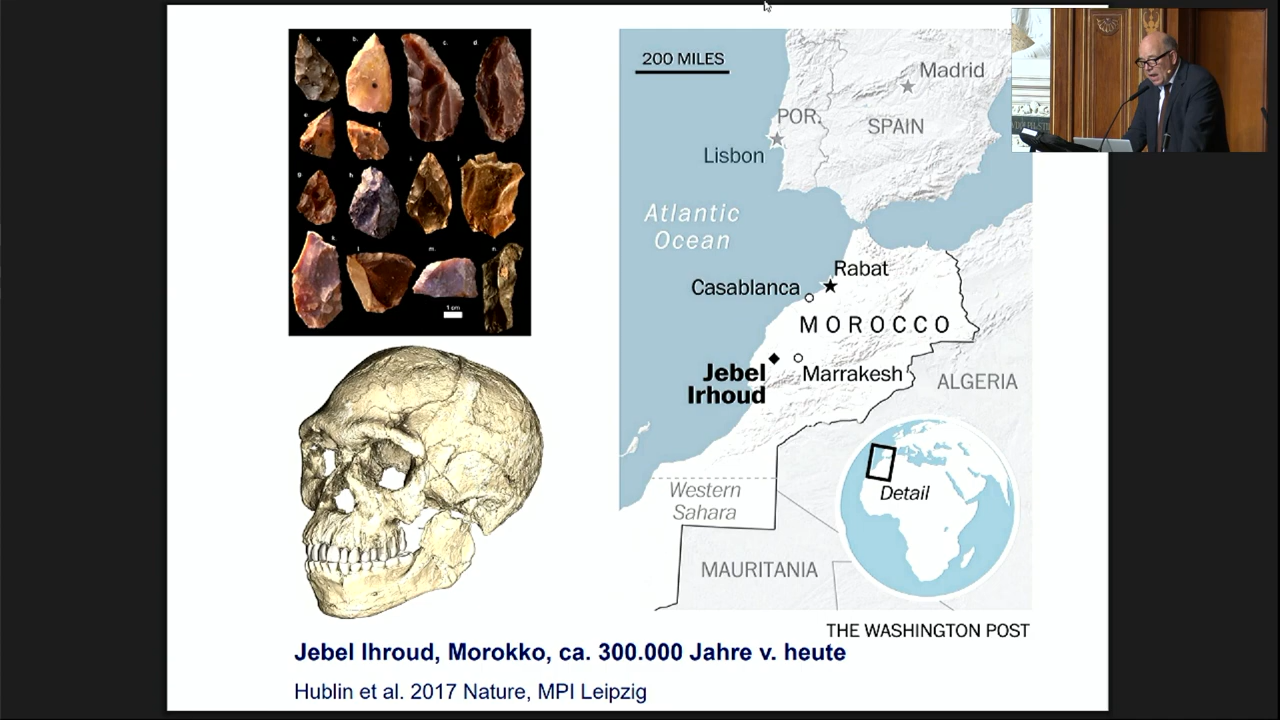 a.
b.
c.
d.
e.
f.
g.
h.
i.
j.
k.
l.
m.
n.
1 cm
200 MILES
Madrid
POR.
SPAIN
Lisbon
Atlantic
Ocean
Rabat
Casablanca
MOROCCO
Jebel
Irhoud
Marrakesh
ALGERIA
Detail
Western
Sahara
MAURITANIA
THE WASHINGTON POST
Jebel Ihroud, Morokko, ca. 300.000 Jahre v. heute
Hublin et al. 2017 Nature, MPI Leipzig